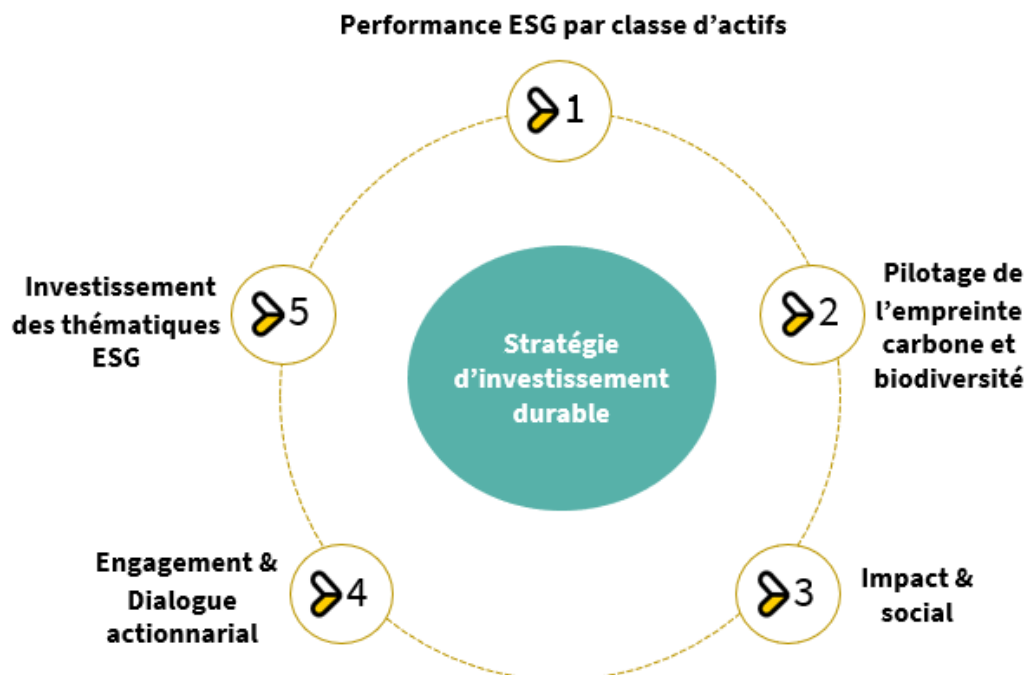 Performance ESG par classe d’actifs
1
2
Pilotage de
l’empreinte
carbone et
biodiversité
3
Impact &
social
4
Engagement &
Dialogue
actionnarial
5
Investissement
des thématiques
ESG
Stratégie
d’investissement
durable